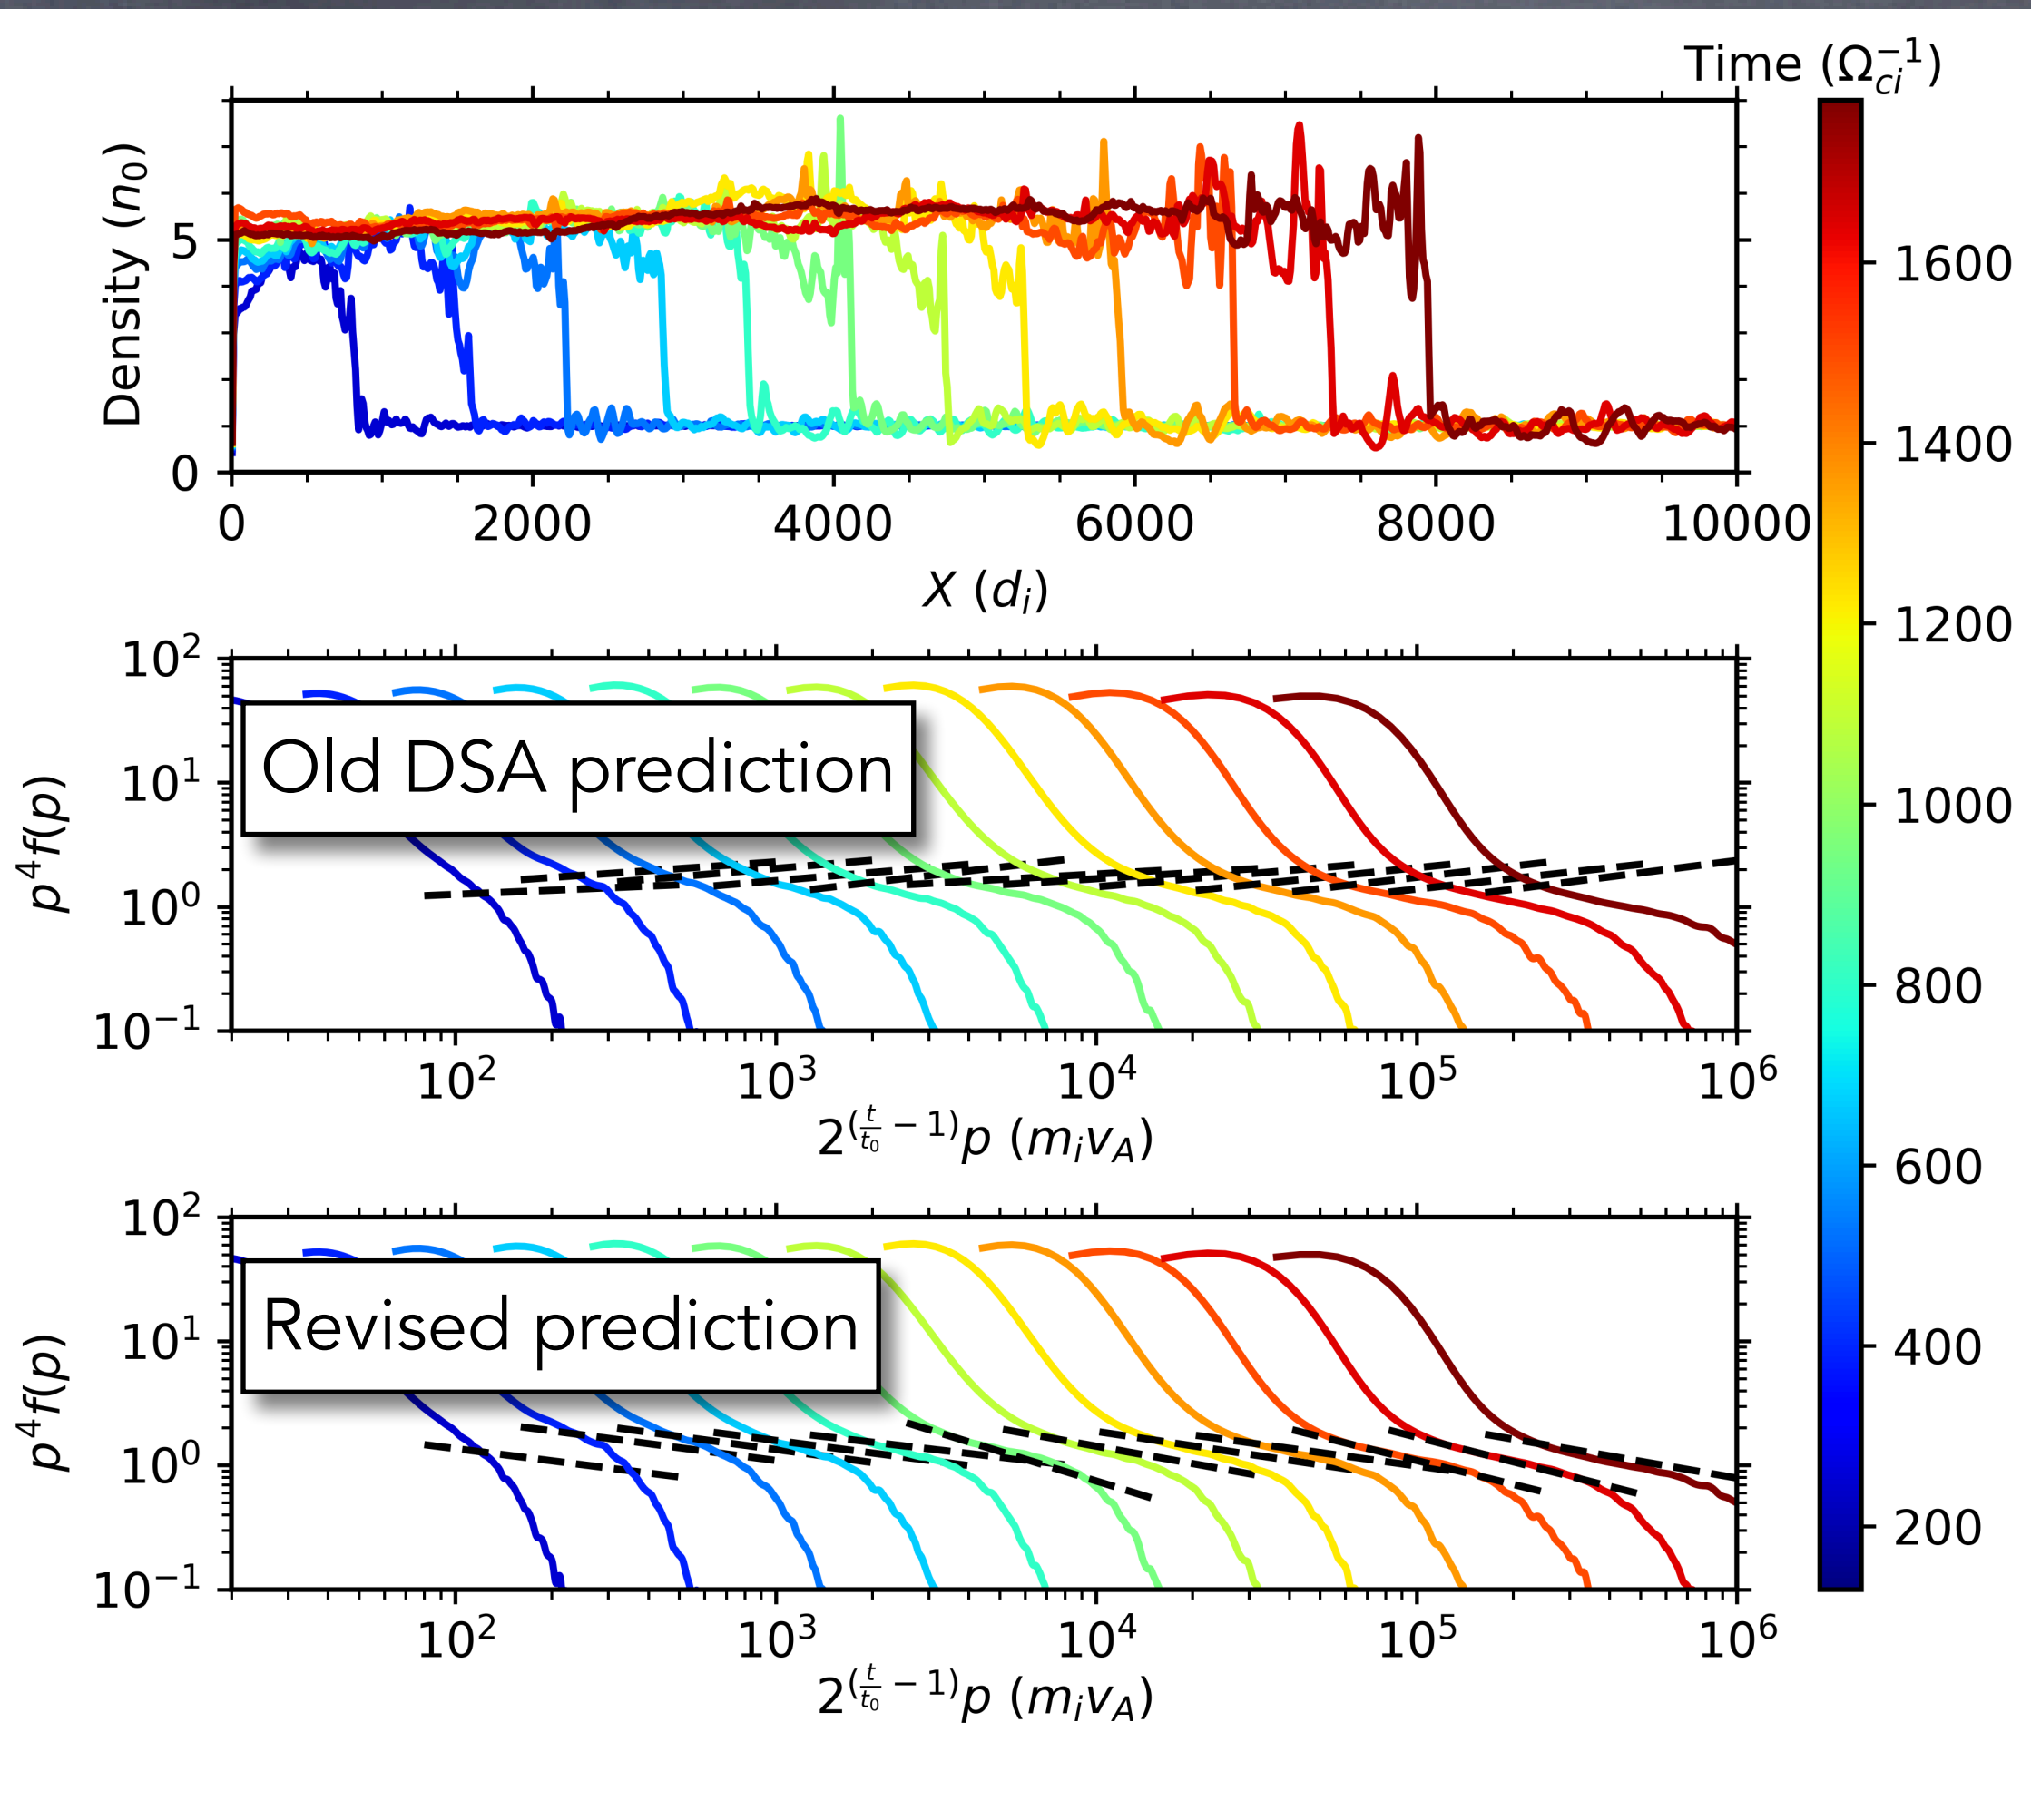 Time (Ω_{ci}^{−1})
Density (n_0)
5
0
0 2000 4000 6000 8000 10000
X (d_i)
1600
1400
1200
1000
800
600
400
200
p^4f(p)
10^2
10^1
10^0
10^{−1}
Old DSA prediction
10^2 10^3 10^4 10^5 10^6
2^{(t/t_0 − 1)}p (m_iv_A)
p^4f(p)
10^2
10^1
10^0
10^{−1}
Revised prediction
10^2 10^3 10^4 10^5 10^6
2^{(t/t_0 − 1)}p (m_iv_A)